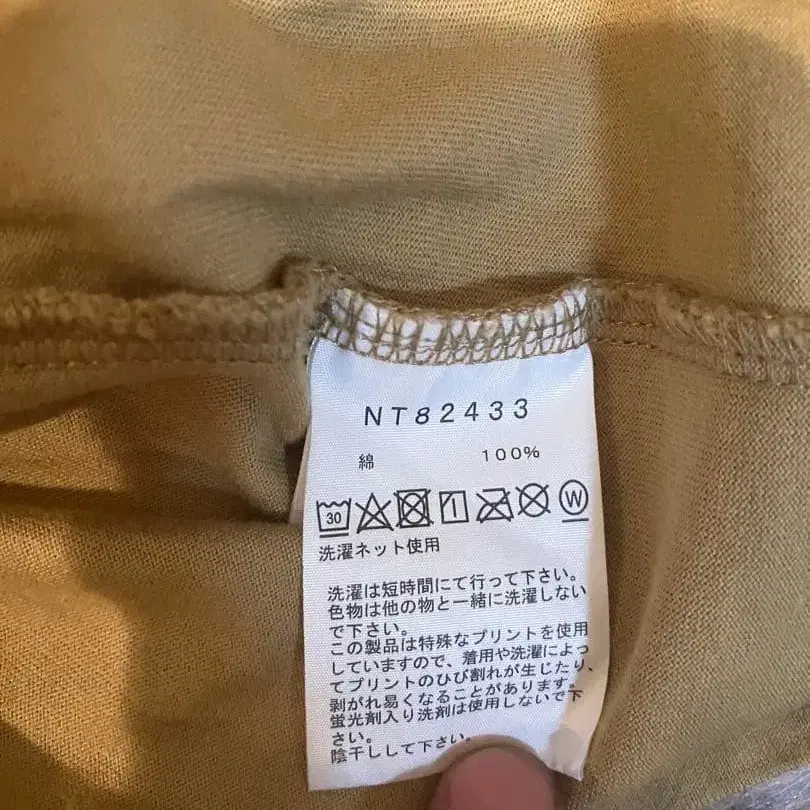 NT82433
綿 100%
30 W
洗濯ネット使用
洗濯は短時間にて行って下さい。
色物は他の物と一緒に洗濯しない
で下さい。
この製品は特殊なプリントを使用
していますので、着用や洗濯によっ
てプリントのひび割れが生じたり、
剥がれ易くなることがあります。
蛍光剤入り洗剤は使用しないで下
さい。
陰干しして下さい。